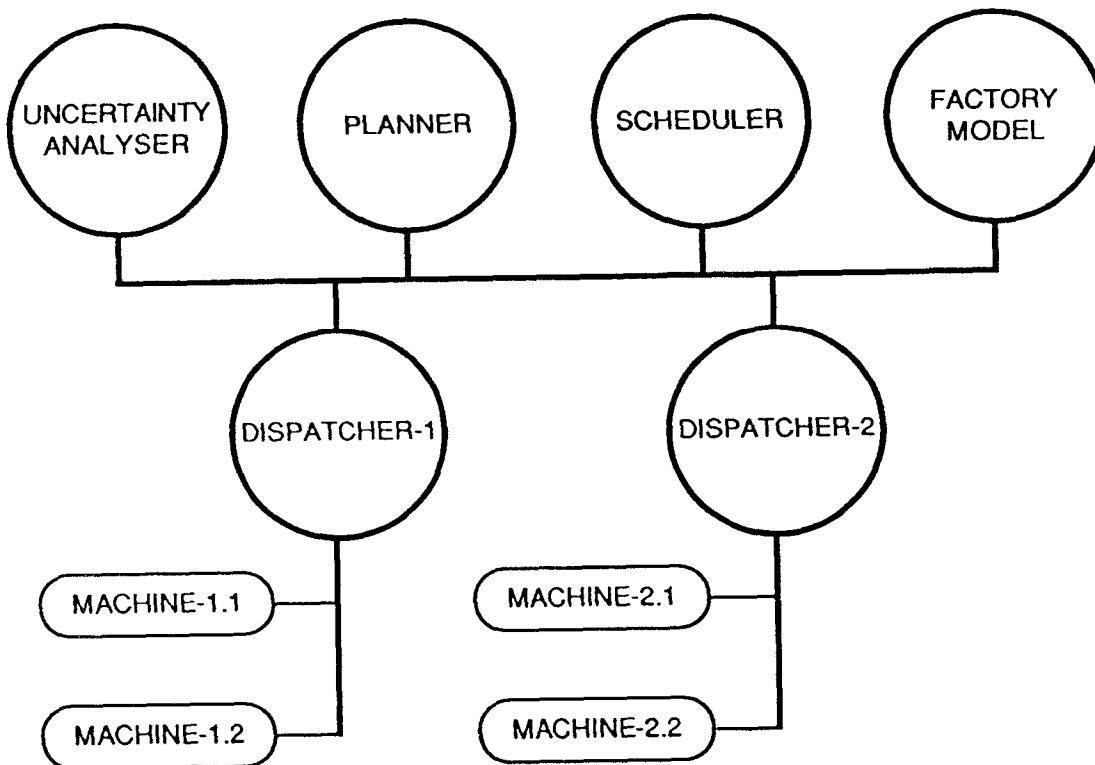 UNCERTAINTY
ANALYSER
PLANNER
SCHEDULER
FACTORY
MODEL
DISPATCHER-1
DISPATCHER-2
MACHINE-1.1
MACHINE-2.1
MACHINE-1.2
MACHINE-2.2